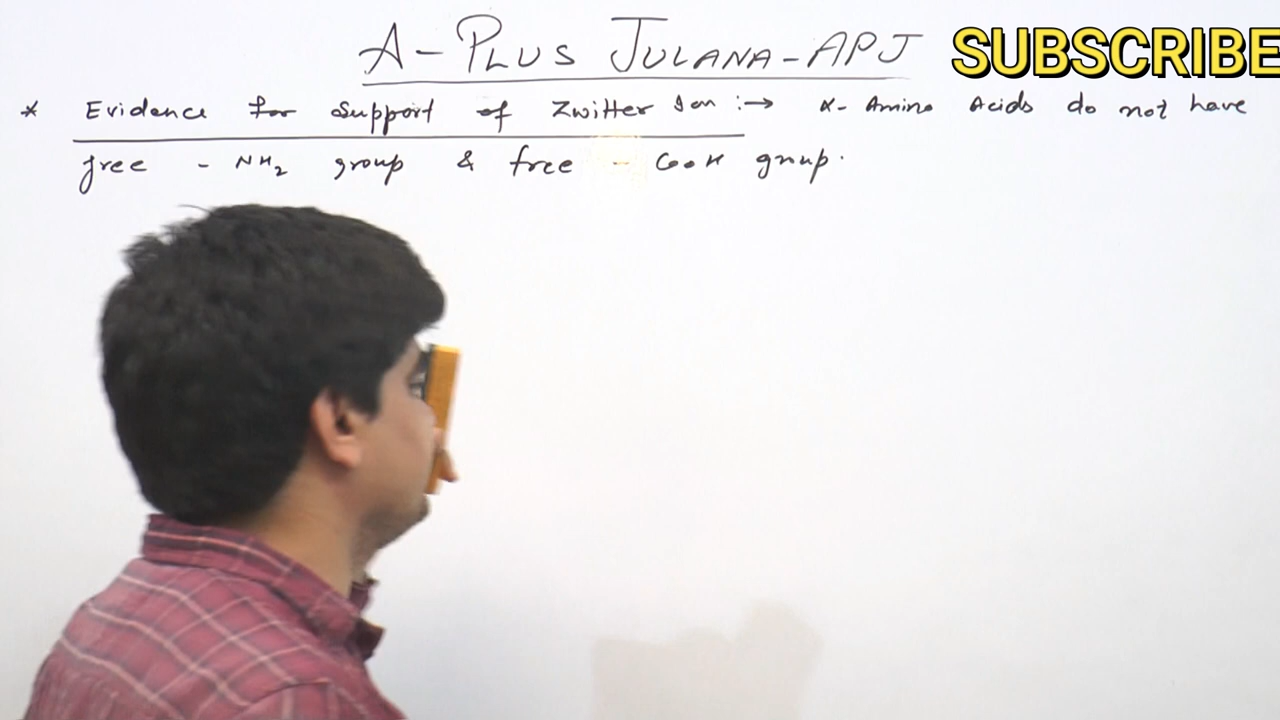 A-PLUS JULANA-APJ
SUBSCRIBE
* Evidence for support of Zwitter Ion :→ α-Amino Acids do not have
free -NH2 group & free -COOH group.